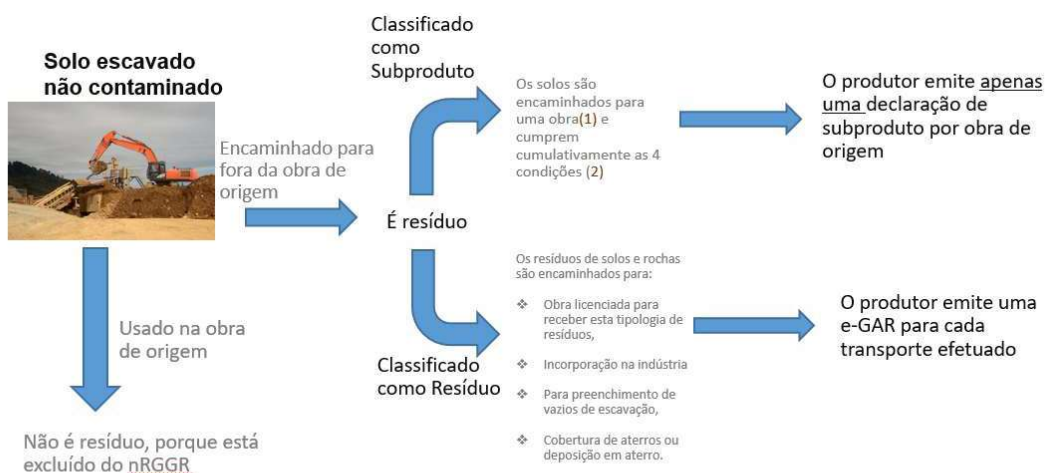 Solo escavado
não contaminado
Encaminhado para
fora da obra de
origem
Usado na obra
de origem
Não é resíduo, porque está
excluído do nRGGR
É resíduo
Classificado
como
Subproduto
Os solos são
encaminhados para
uma obra(1) e
cumprem
cumulativamente as 4
condições (2)
O produtor emite apenas
uma declaração de
subproduto por obra de
origem
Classificado
como Resíduo
Os resíduos de solos e rochas
são encaminhados para:
❖ Obra licenciada para
receber esta tipologia de
resíduos,
❖ Incorporação na indústria
❖ Para preenchimento de
vazios de escavação,
❖ Cobertura de aterros ou
deposição em aterro.
O produtor emite uma
e-GAR para cada
transporte efetuado